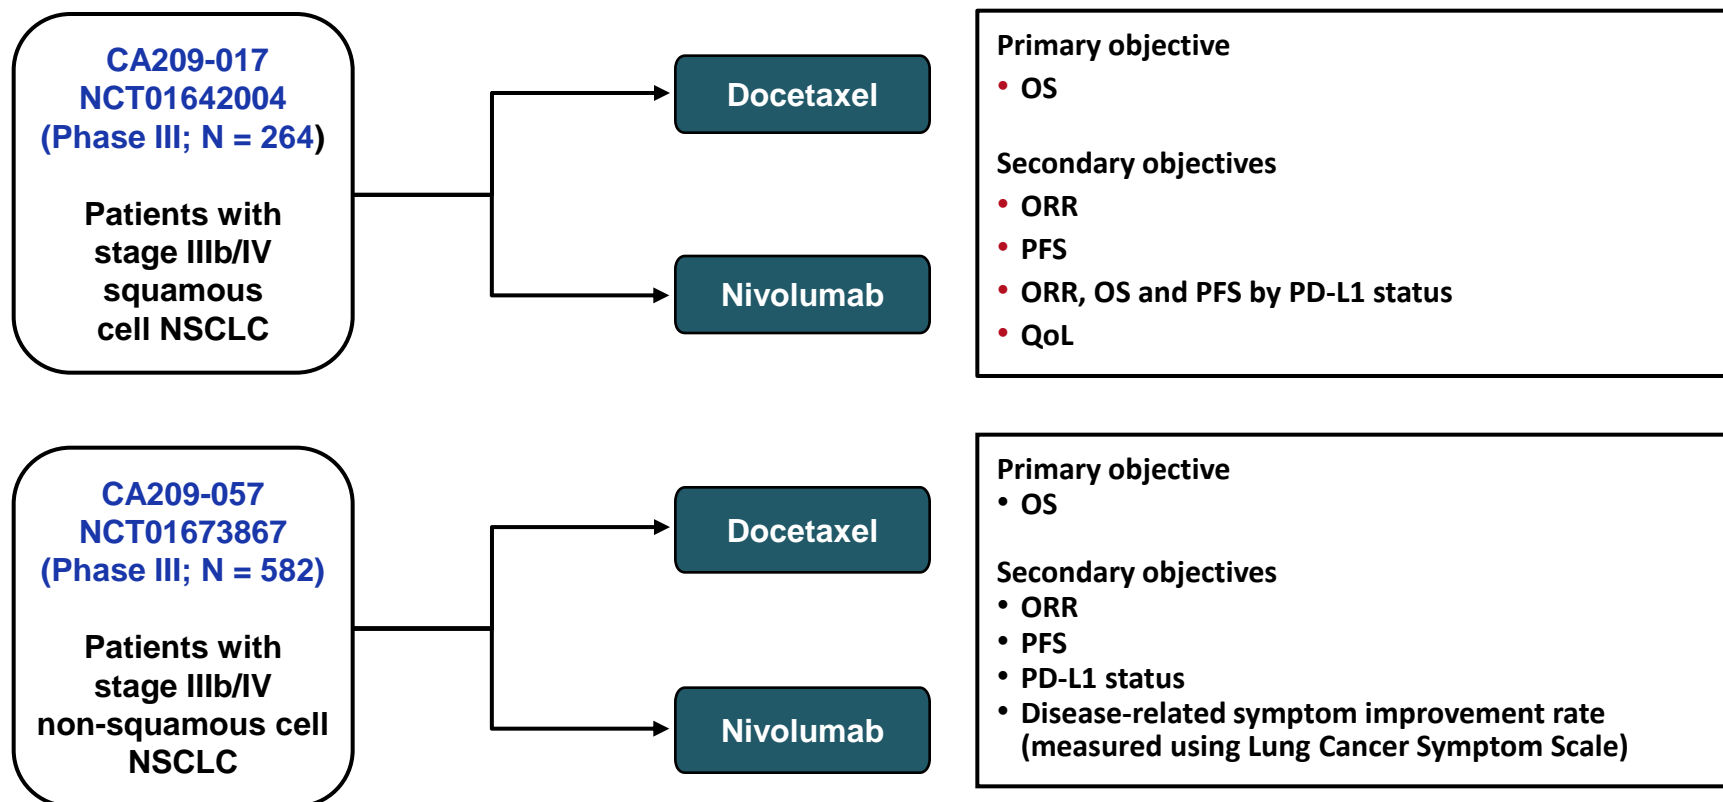 CA209-017
NCT01642004
(Phase III; N = 264)
Patients with
stage IIIb/IV
squamous
cell NSCLC
Docetaxel
Nivolumab
Primary objective
• OS
Secondary objectives
• ORR
• PFS
• ORR, OS and PFS by PD-L1 status
• QoL
CA209-057
NCT01673867
(Phase III; N = 582)
Patients with
stage IIIb/IV
non-squamous cell
NSCLC
Docetaxel
Nivolumab
Primary objective
• OS
Secondary objectives
• ORR
• PFS
• PD-L1 status
• Disease-related symptom improvement rate
(measured using Lung Cancer Symptom Scale)